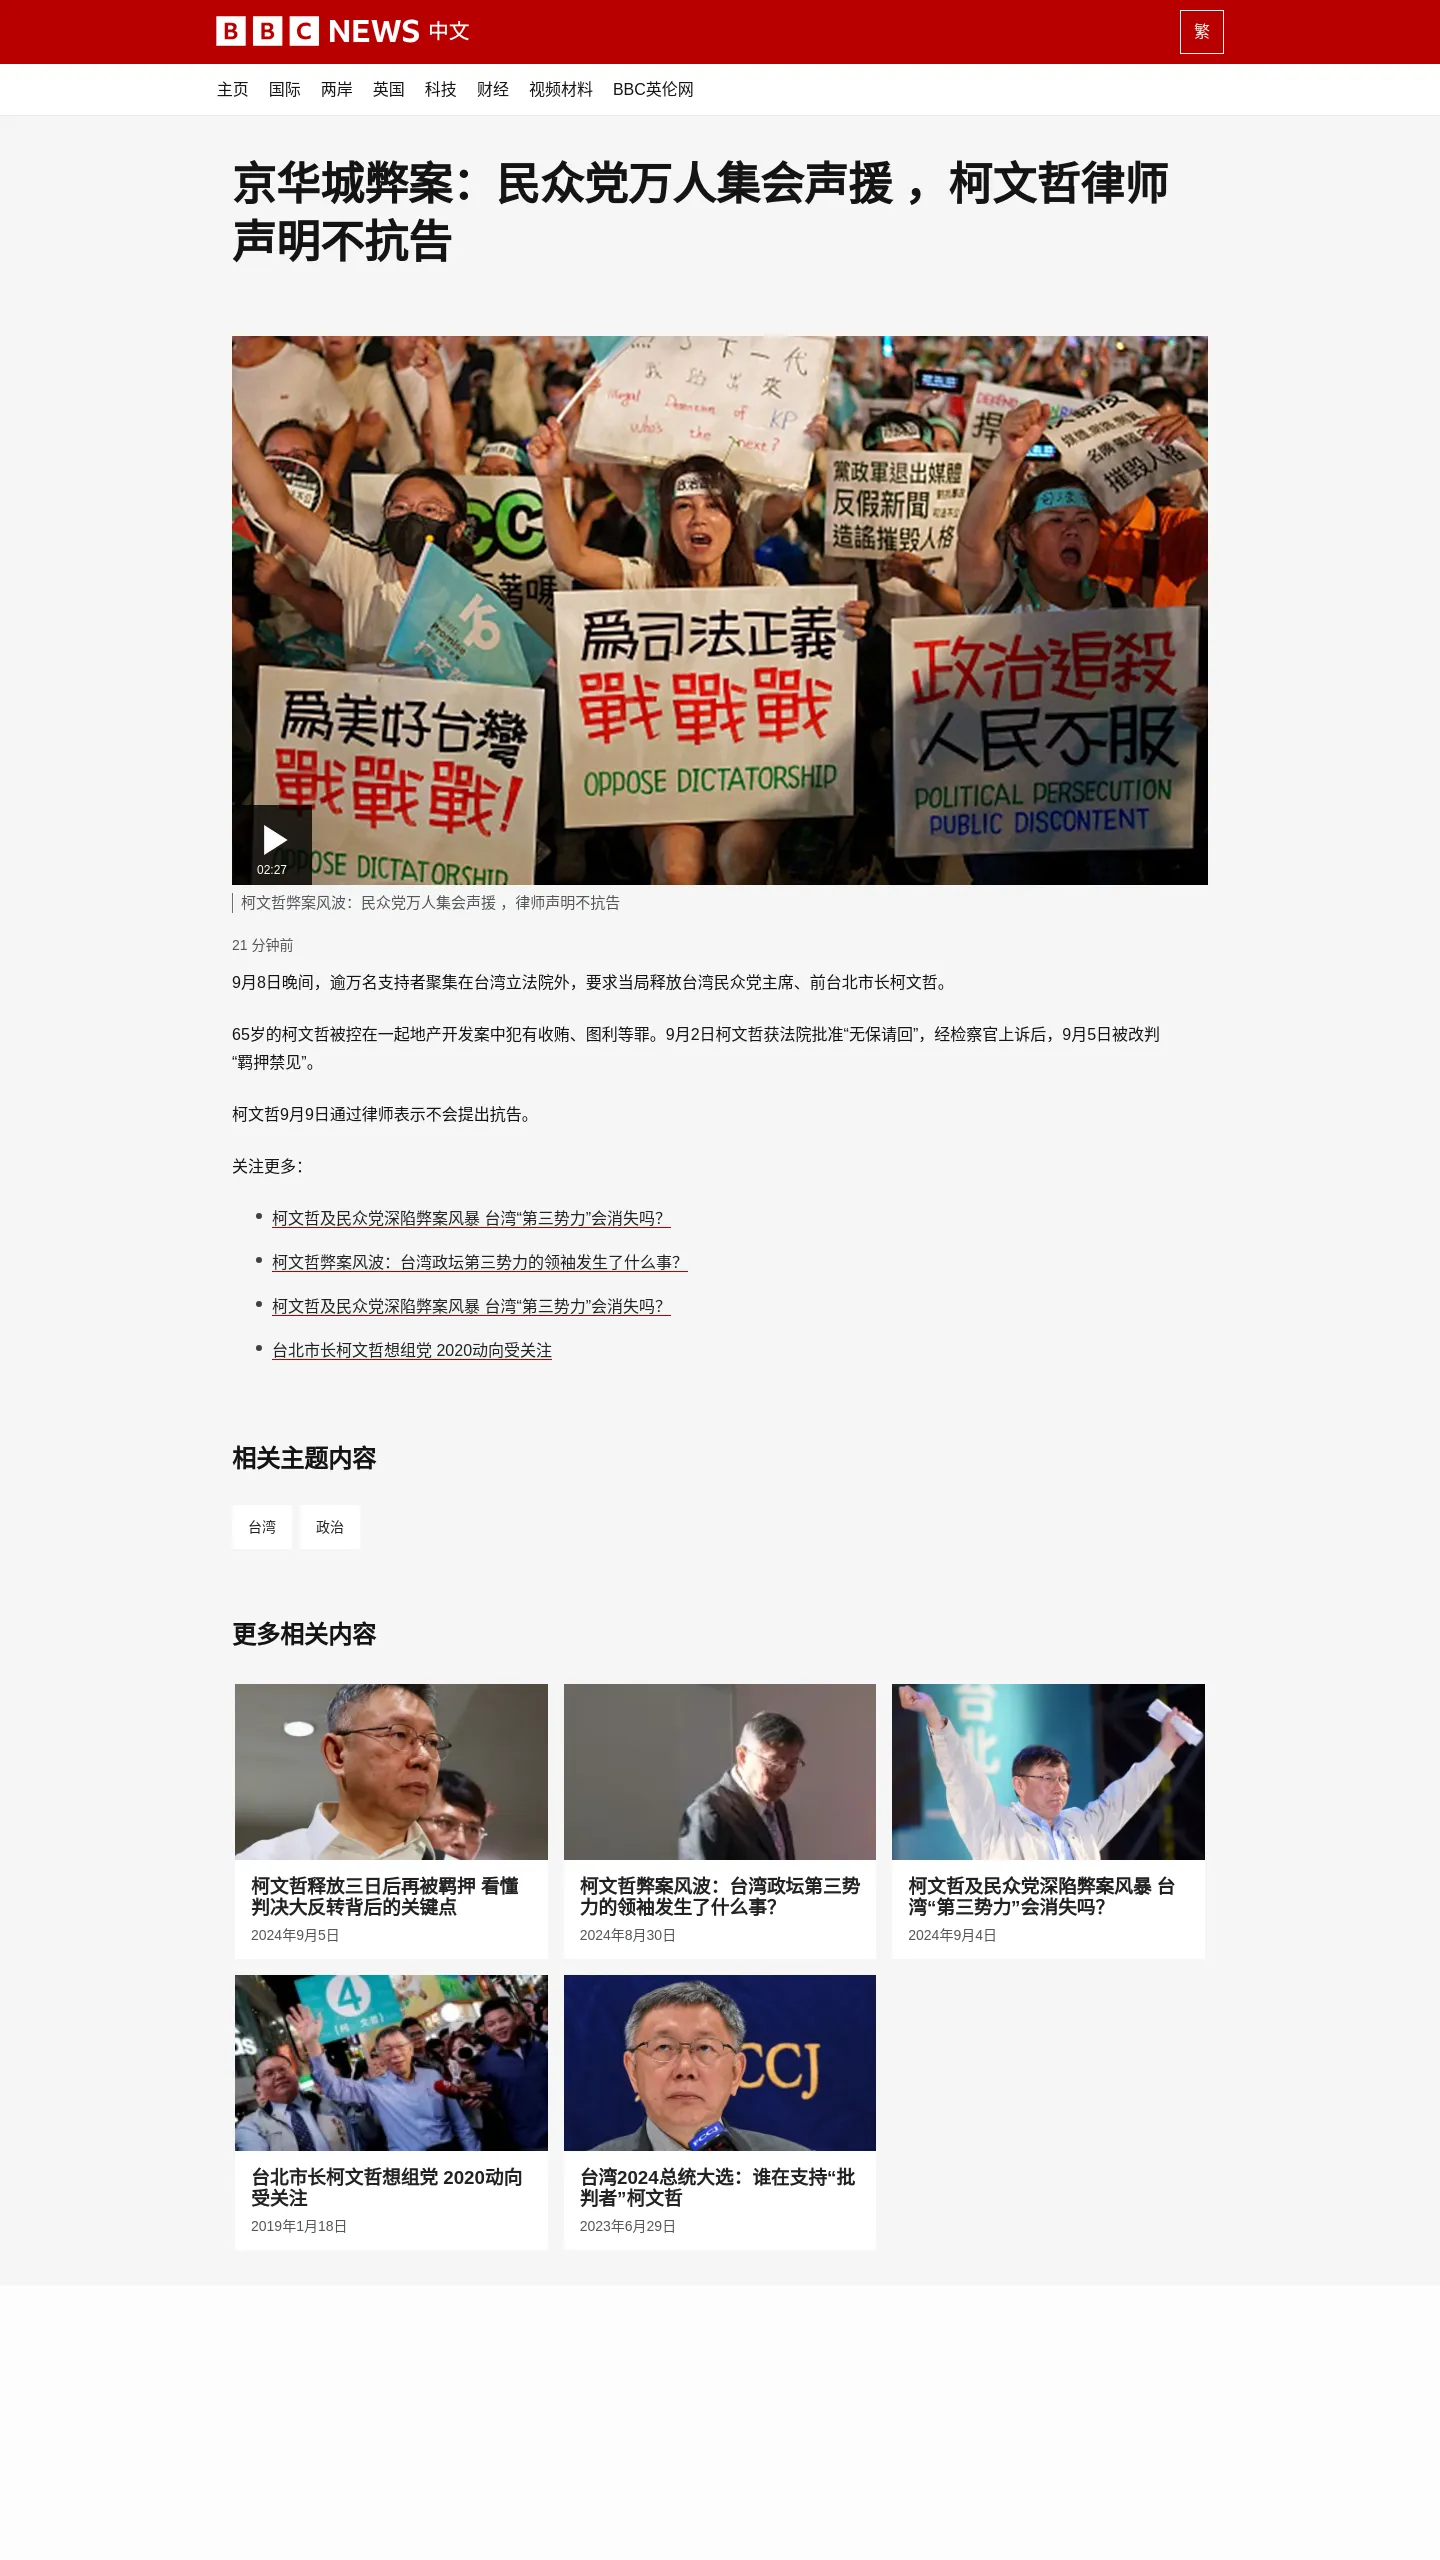 BBC NEWS 中文
繁
主页 国际 两岸 英国 科技 财经 视频材料 BBC英伦网
京华城弊案：民众党万人集会声援 ，柯文哲律师
声明不抗告
下一代
我站出來
illegal Detention of KP
who's the next?
政治
黨政軍退出媒體
反假新聞
造謠摧毀人格
捍
摧毀人格
CC
Keep Promise
柯文哲
為美好台灣
戰戰戰!
OPPOSE DICTATORSHIP
為司法正義
戰戰戰
OPPOSE DICTATORSHIP
政治追殺
人民不服
POLITICAL PERSECUTION
PUBLIC DISCONTENT
02:27
柯文哲弊案风波：民众党万人集会声援 ，律师声明不抗告
21 分钟前
9月8日晚间，逾万名支持者聚集在台湾立法院外，要求当局释放台湾民众党主席、前台北市长柯文哲。
65岁的柯文哲被控在一起地产开发案中犯有收贿、图利等罪。9月2日柯文哲获法院批准“无保请回”，经检察官上诉后，9月5日被改判
“羁押禁见”。
柯文哲9月9日通过律师表示不会提出抗告。
关注更多：
柯文哲及民众党深陷弊案风暴 台湾“第三势力”会消失吗？
柯文哲弊案风波：台湾政坛第三势力的领袖发生了什么事？
柯文哲及民众党深陷弊案风暴 台湾“第三势力”会消失吗？
台北市长柯文哲想组党 2020动向受关注
相关主题内容
台湾 政治
更多相关内容
柯文哲释放三日后再被羁押 看懂
判决大反转背后的关键点
2024年9月5日
柯文哲弊案风波：台湾政坛第三势
力的领袖发生了什么事？
2024年8月30日
台北
柯文哲及民众党深陷弊案风暴 台
湾“第三势力”会消失吗？
2024年9月4日
4
台北市长柯文哲想组党 2020动向
受关注
2019年1月18日
CCJ
FCCJ
台湾2024总统大选：谁在支持“批
判者”柯文哲
2023年6月29日